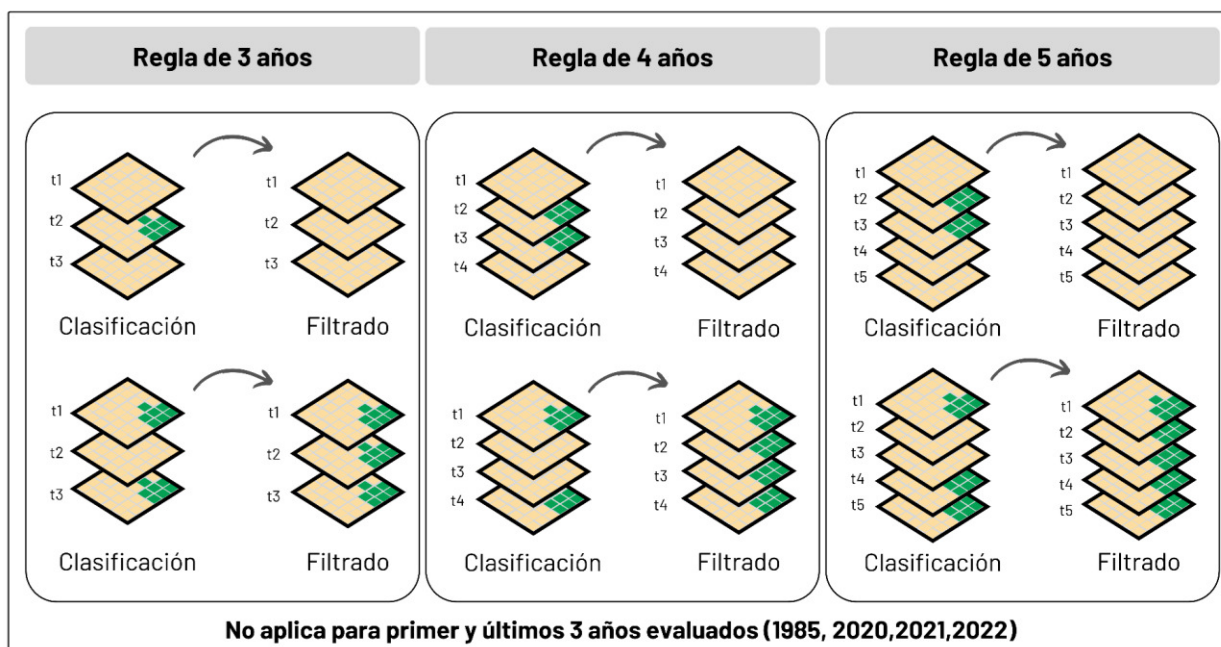 Regla de 3 años
Regla de 4 años
Regla de 5 años
t1
t2
t3
Clasificación
t1
t2
t3
Filtrado
t1
t2
t3
t4
Clasificación
t1
t2
t3
t4
Filtrado
t1
t2
t3
t4
t5
Clasificación
t1
t2
t3
t4
t5
Filtrado
t1
t2
t3
Clasificación
t1
t2
t3
Filtrado
t1
t2
t3
t4
Clasificación
t1
t2
t3
t4
Filtrado
t1
t2
t3
t4
t5
Clasificación
t1
t2
t3
t4
t5
Filtrado
No aplica para primer y últimos 3 años evaluados (1985, 2020,2021,2022)